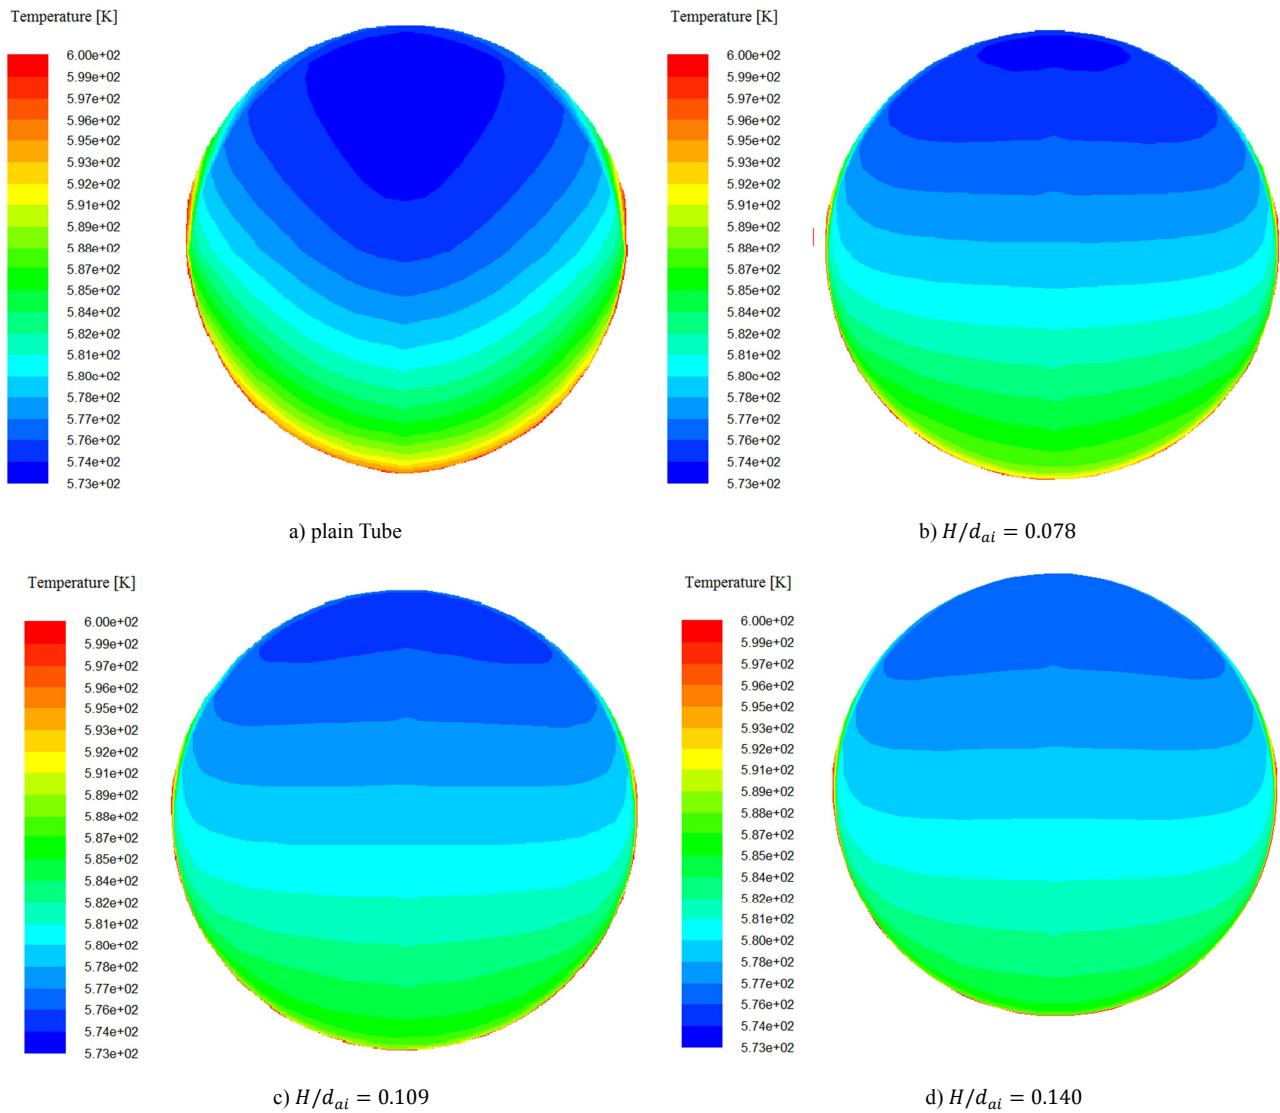 Temperature [K]
6.00e+02
5.99e+02
5.97e+02
5.96e+02
5.95e+02
5.93e+02
5.92e+02
5.91e+02
5.89e+02
5.88e+02
5.87e+02
5.85e+02
5.84e+02
5.82e+02
5.81e+02
5.80e+02
5.78e+02
5.77e+02
5.76e+02
5.74e+02
5.73e+02
a) plain Tube
Temperature [K]
6.00e+02
5.99e+02
5.97e+02
5.96e+02
5.95e+02
5.93e+02
5.92e+02
5.91e+02
5.89e+02
5.88e+02
5.87e+02
5.85e+02
5.84e+02
5.82e+02
5.81e+02
5.80e+02
5.78e+02
5.77e+02
5.76e+02
5.74e+02
5.73e+02
b) H/d_{ai} = 0.078
Temperature [K]
6.00e+02
5.99e+02
5.97e+02
5.96e+02
5.95e+02
5.93e+02
5.92e+02
5.91e+02
5.89e+02
5.88e+02
5.87e+02
5.85e+02
5.84e+02
5.82e+02
5.81e+02
5.80e+02
5.78e+02
5.77e+02
5.76e+02
5.74e+02
5.73e+02
c) H/d_{ai} = 0.109
Temperature [K]
6.00e+02
5.99e+02
5.97e+02
5.96e+02
5.95e+02
5.93e+02
5.92e+02
5.91e+02
5.89e+02
5.88e+02
5.87e+02
5.85e+02
5.84e+02
5.82e+02
5.81e+02
5.80e+02
5.78e+02
5.77e+02
5.76e+02
5.74e+02
5.73e+02
d) H/d_{ai} = 0.140